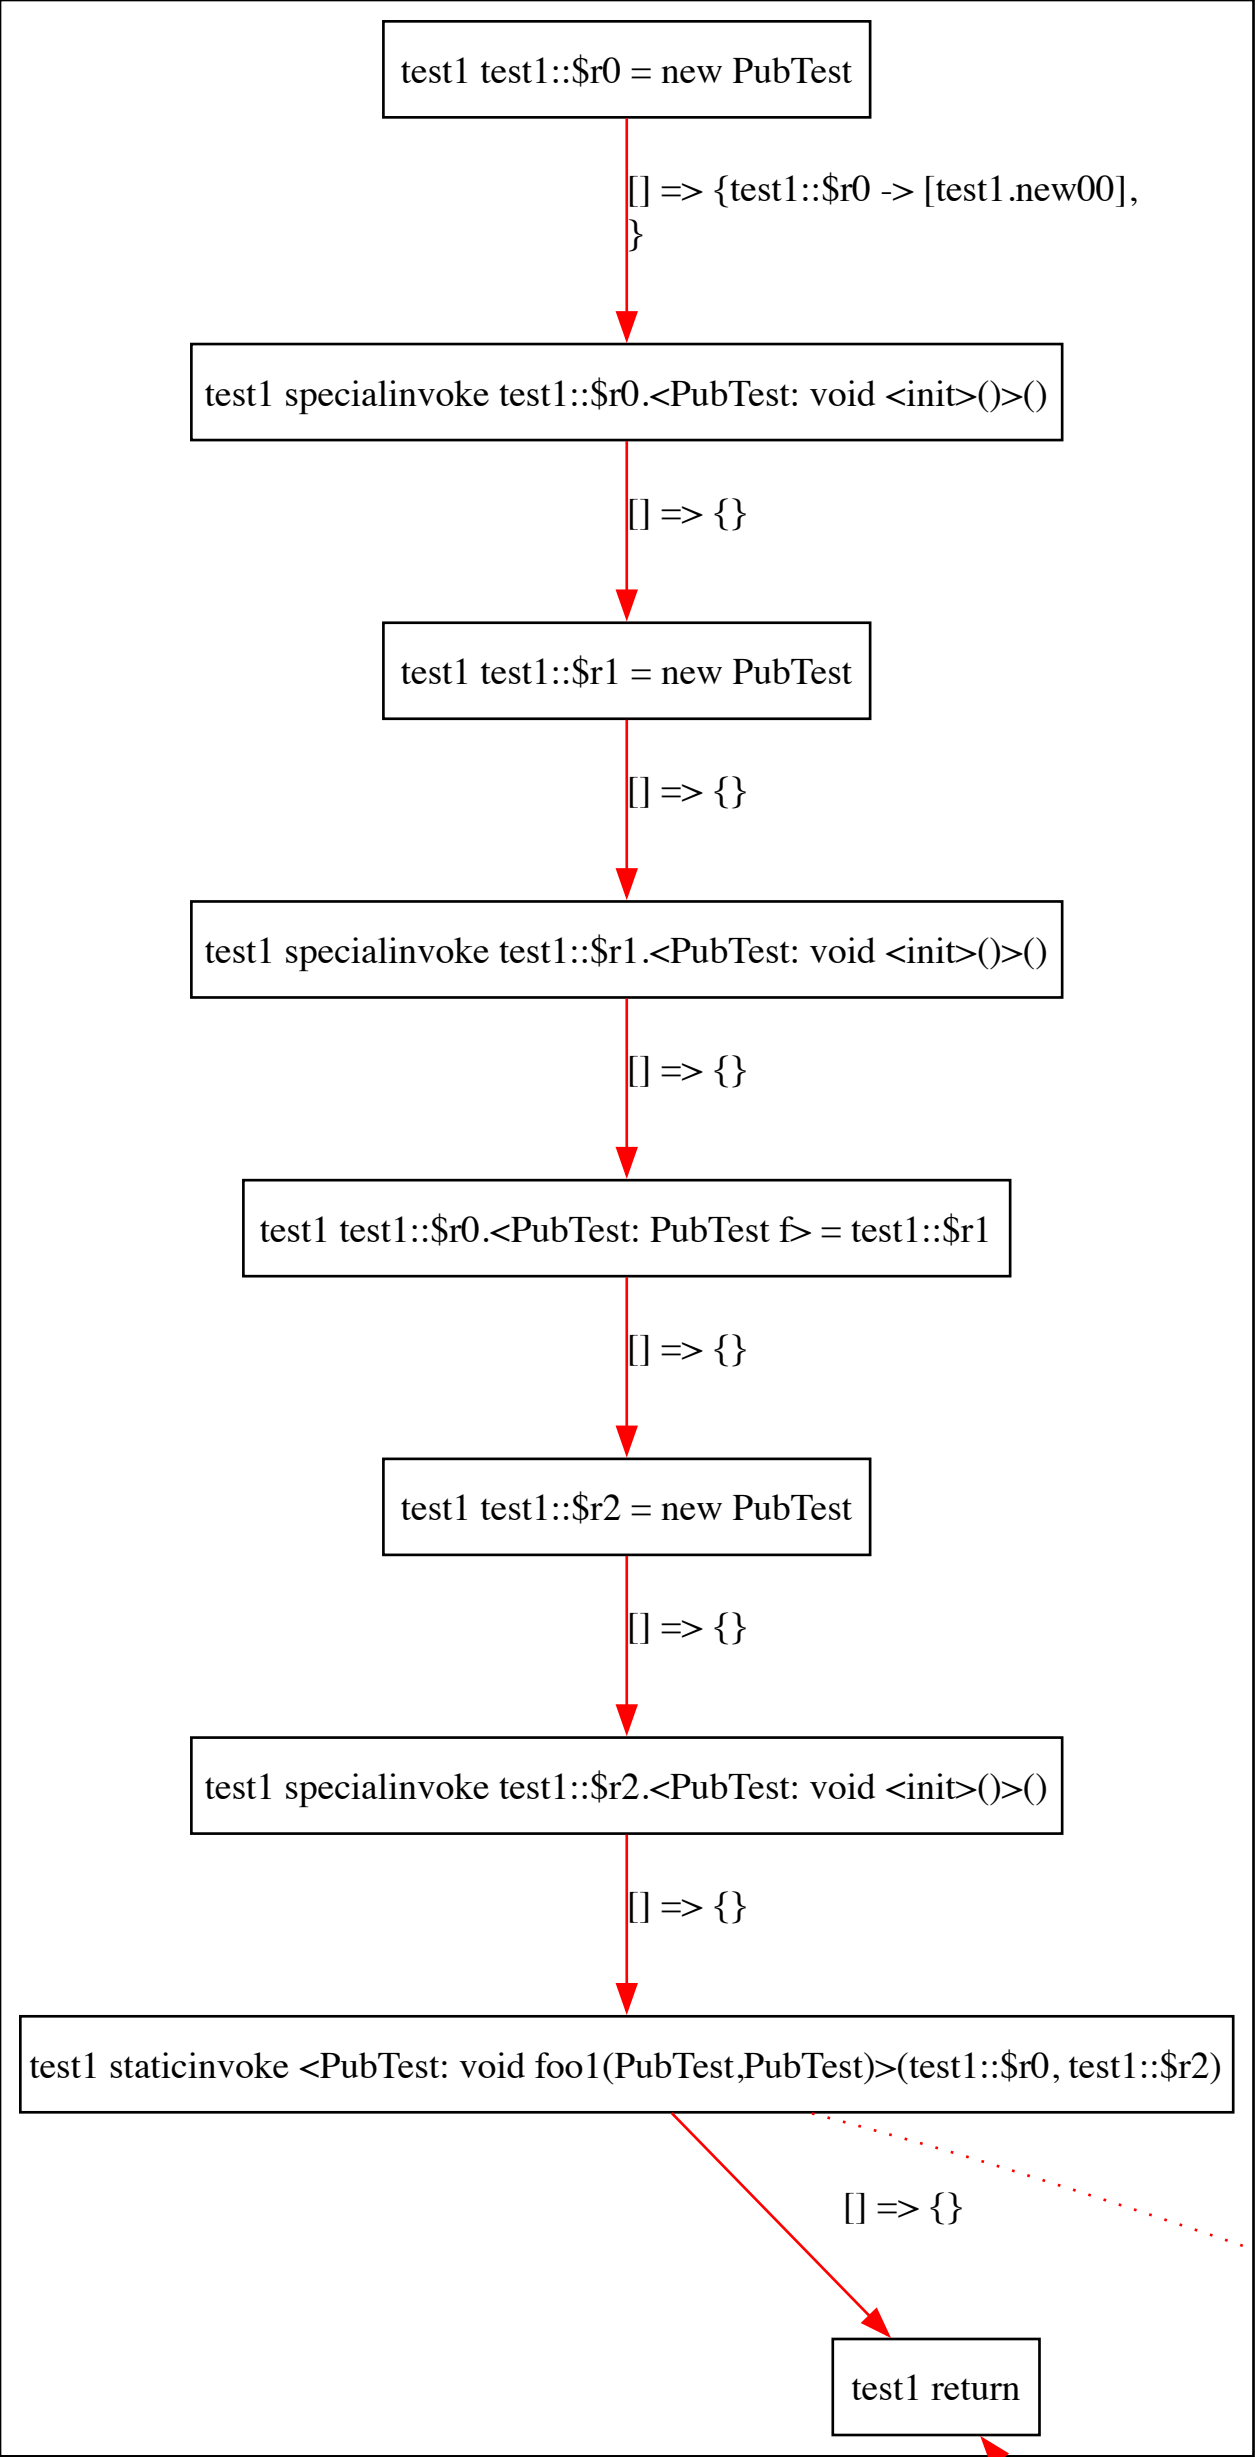 test1 test1::$r0 = new PubTest
[] => {test1::$r0 -> [test1.new00],
}
test1 specialinvoke test1::$r0.<PubTest: void <init>()>()
[] => {}
test1 test1::$r1 = new PubTest
[] => {}
test1 specialinvoke test1::$r1.<PubTest: void <init>()>()
[] => {}
test1 test1::$r0.<PubTest: PubTest f> = test1::$r1
[] => {}
test1 test1::$r2 = new PubTest
[] => {}
test1 specialinvoke test1::$r2.<PubTest: void <init>()>()
[] => {}
test1 staticinvoke <PubTest: void foo1(PubTest,PubTest)>(test1::$r0, test1::$r2)
[] => {}
test1 return